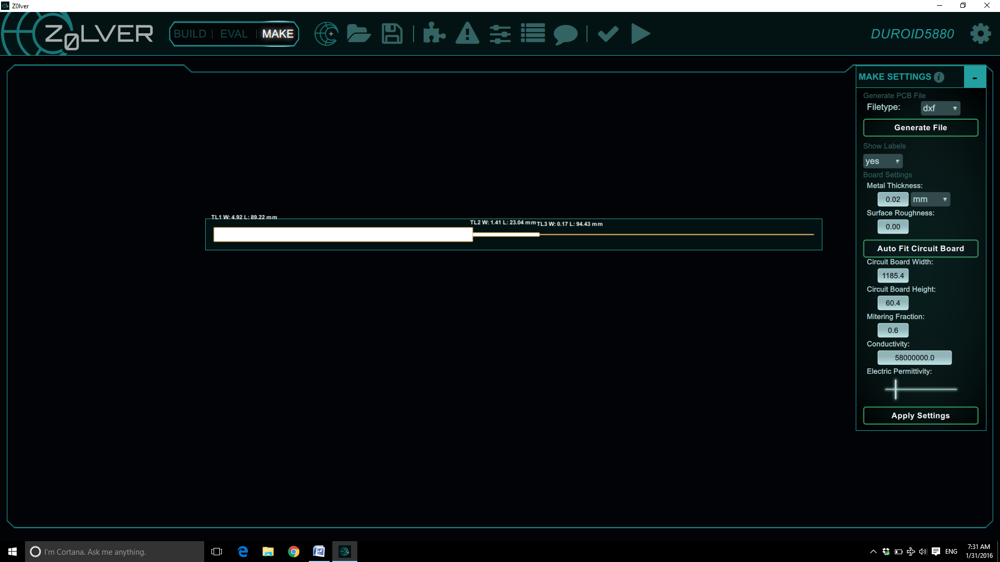 Z0lver
Z0LVER
BUILD EVAL MAKE
DUROID5880
MAKE SETTINGS i
-
Generate PCB File
Filetype: dxf
Generate File
Show Labels
yes
Board Settings
Metal Thickness:
0.02 mm
Surface Roughness:
0.00
Auto Fit Circuit Board
Circuit Board Width:
1185.4
Circuit Board Height:
60.4
Mitering Fraction:
0.6
Conductivity:
58000000.0
Electric Permittivity:
Apply Settings
TL1 W: 4.92 L: 89.22 mm
TL2 W: 1.41 L: 23.04 mm
TL3 W: 0.17 L: 94.43 mm
I'm Cortana. Ask me anything.
ENG
7:31 AM
1/31/2016